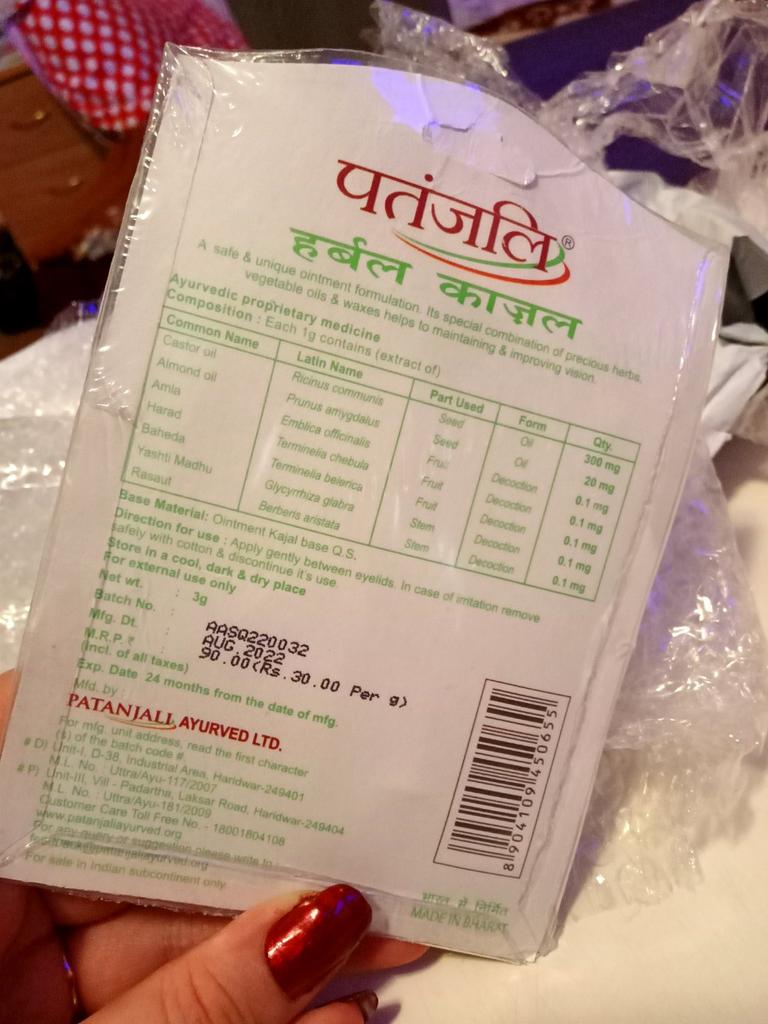 पतंजलि®
हर्बल काज़ल
A safe & unique ointment formulation. Its special combination of precious herbs,
vegetable oils & waxes helps to maintaining & improving vision.
Ayurvedic proprietary medicine
Composition : Each 1g contains (extract of)
Common Name Latin Name Part Used Form Qty.
Castor oil Ricinus communis Seed Oil 300 mg
Almond oil Prunus amygdalus Seed Oil 20 mg
Amla Emblica officinalis Fruit Decoction 0.1 mg
Harad Terminelia chebula Fruit Decoction 0.1 mg
Baheda Terminelia belerica Fruit Decoction 0.1 mg
Yashti Madhu Glycyrrhiza glabra Stem Decoction 0.1 mg
Rasaut Berberis aristata Stem Decoction 0.1 mg
Base Material: Ointment Kajal base Q.S.
Direction for use : Apply gently between eyelids. In case of irritation remove
safely with cotton & discontinue it's use.
Store in a cool, dark & dry place
For external use only
Net wt. : 3g
Batch No. : AASQ220032
Mfg. Dt. : AUG.2022
M.R.P.₹ : 90.00(Rs.30.00 Per g)
(Incl. of all taxes)
Exp. Date 24 months from the date of mfg.
Mfd. by :
PATANJALI AYURVED LTD.
For mfg. unit address, read the first character
(s) of the batch code #
# D) Unit-I, D-38, Industrial Area, Haridwar-249401
M.L. No. : Uttra/Ayu-117/2007
# P) Unit-III, Vill - Padartha, Laksar Road, Haridwar-249404
M.L. No. : Uttra/Ayu-181/2009
Customer Care Toll Free No. - 18001804108
www.patanjaliayurved.org
For any query or suggestion please write to :
feedback@patanjaliayurved.org
For sale in Indian subcontinent only
8 904109 450655
भारत में निर्मित
MADE IN BHARAT